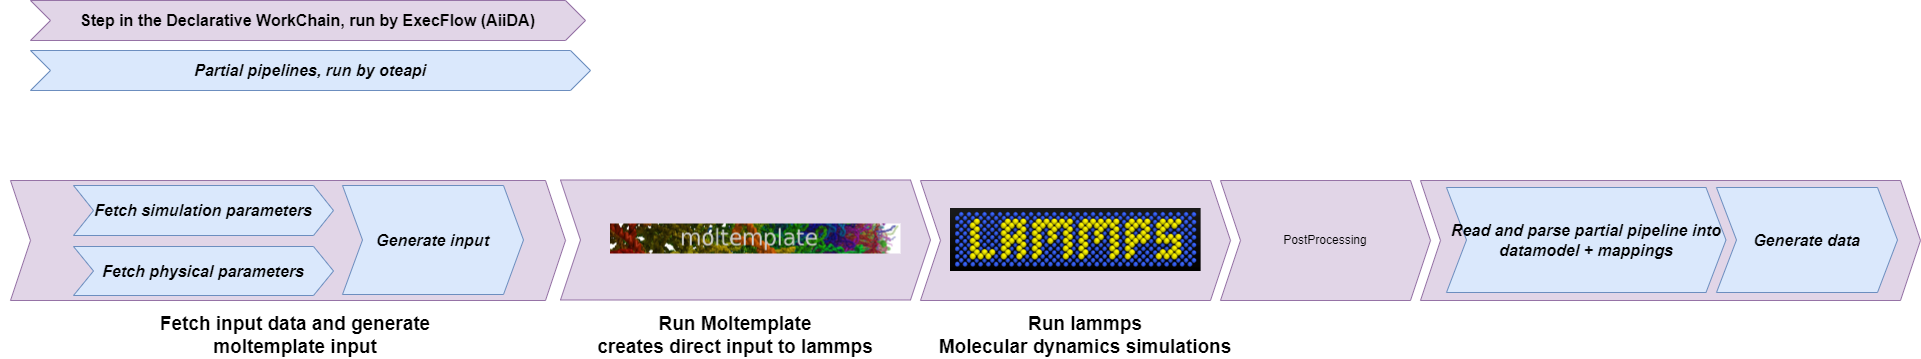 Step in the Declarative WorkChain, run by ExecFlow (AiiDA)
Partial pipelines, run by oteapi
Fetch simulation parameters
Fetch physical parameters
Generate input
moltemplate
LAMMPS
PostProcessing
Read and parse partial pipeline into
datamodel + mappings
Generate data
Fetch input data and generate
moltemplate input
Run Moltemplate
creates direct input to lammps
Run lammps
Molecular dynamics simulations